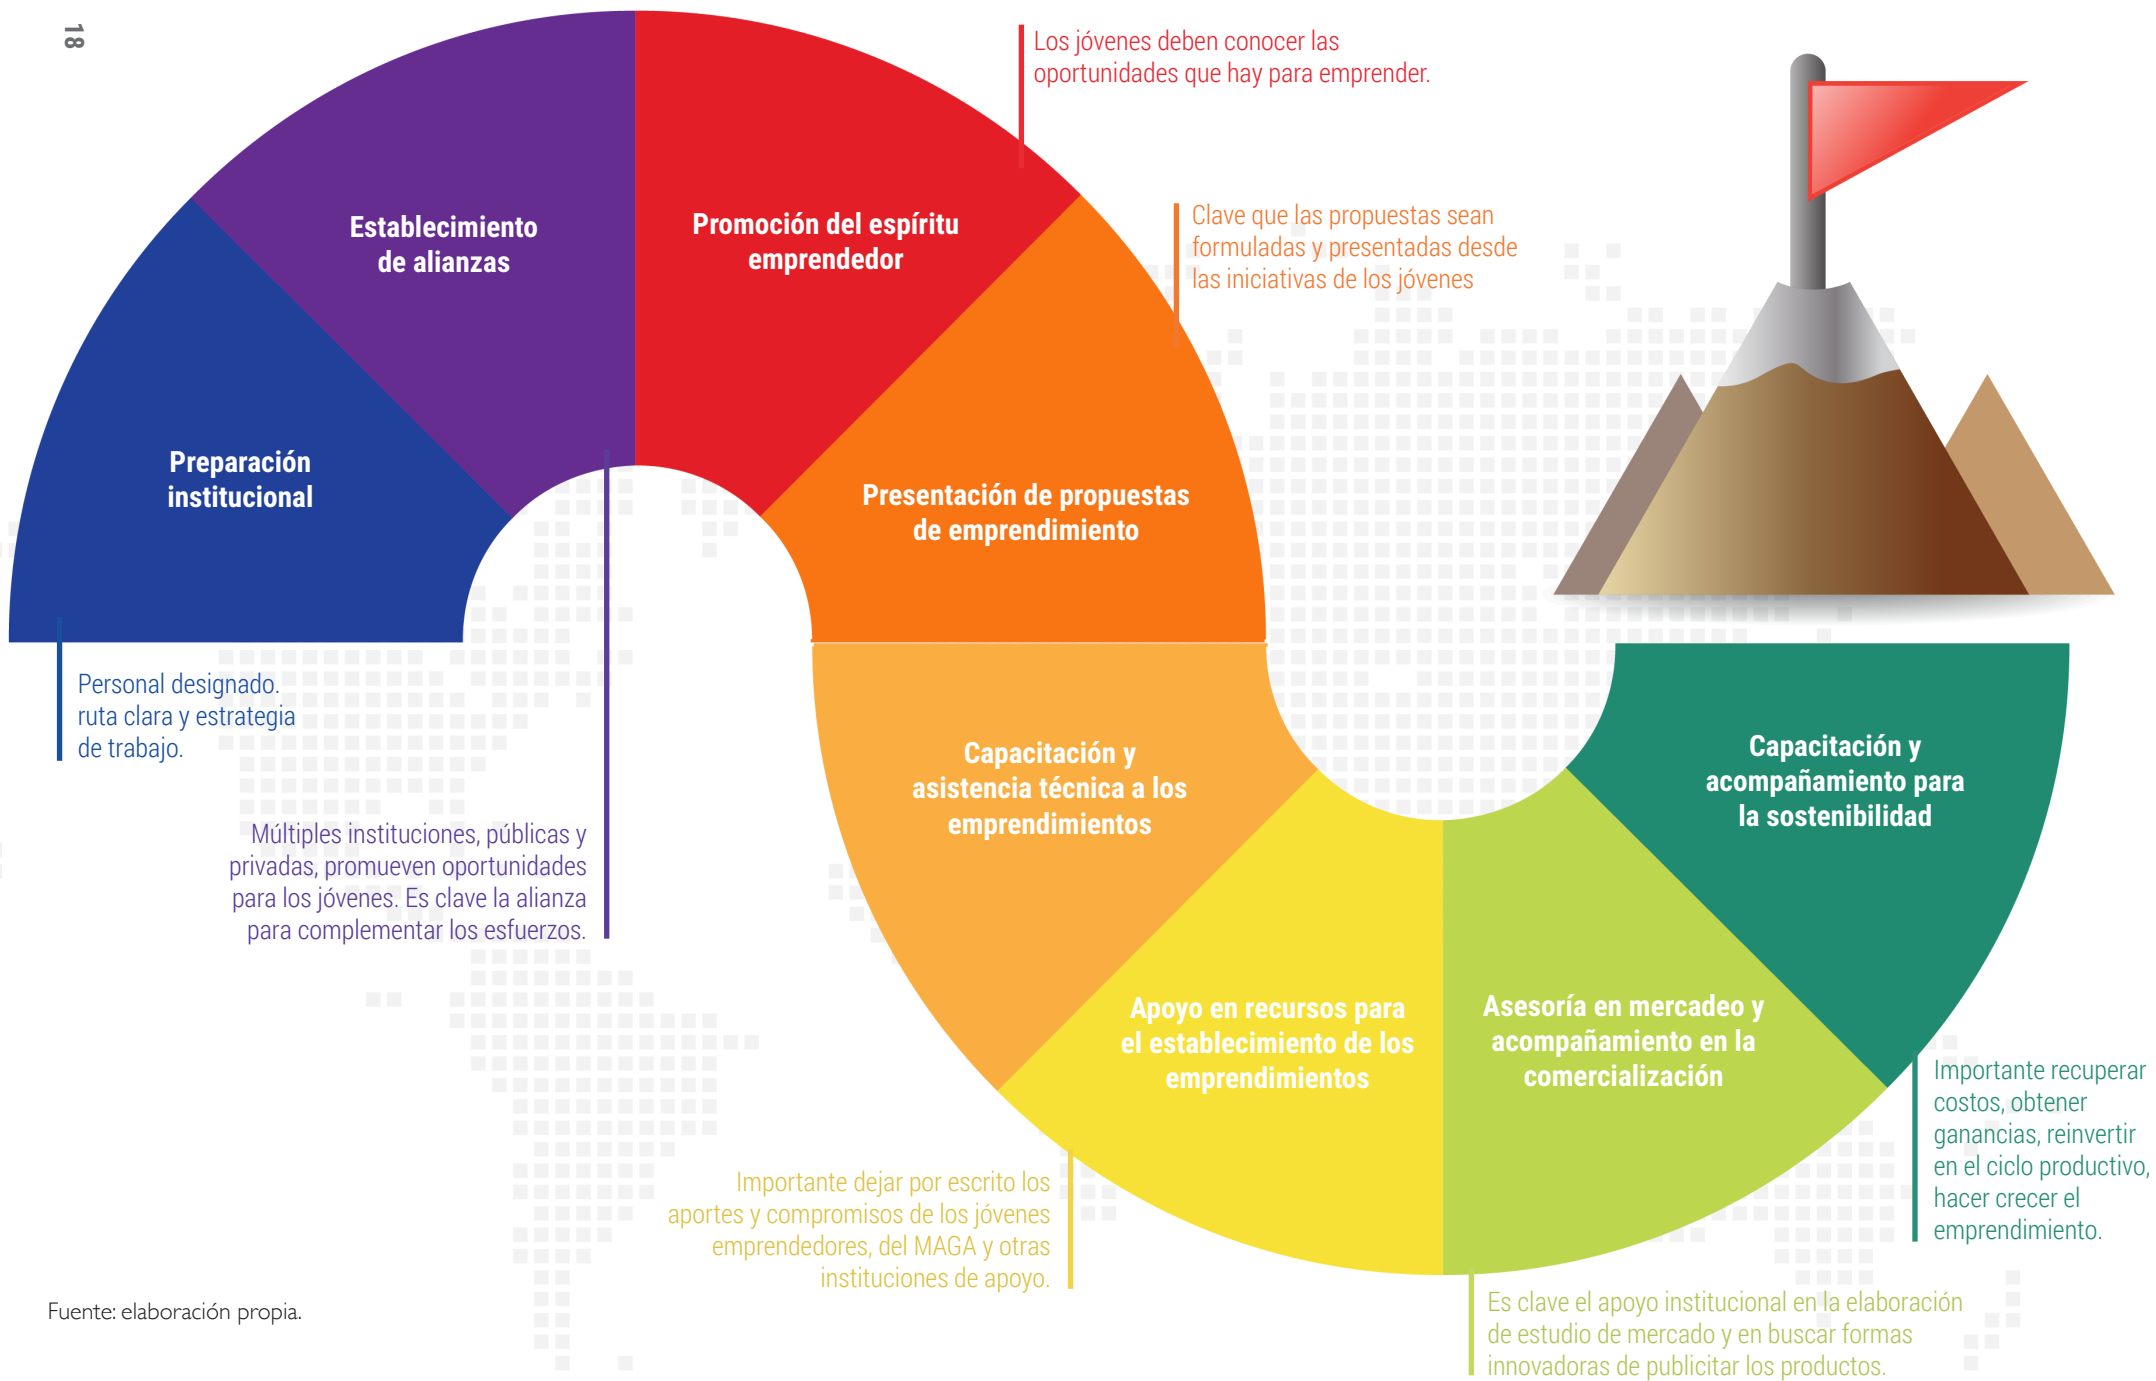 18
Preparación
institucional
Personal designado.
ruta clara y estrategia
de trabajo.
Establecimiento
de alianzas
Múltiples instituciones, públicas y
privadas, promueven oportunidades
para los jóvenes. Es clave la alianza
para complementar los esfuerzos.
Promoción del espíritu
emprendedor
Los jóvenes deben conocer las
oportunidades que hay para emprender.
Presentación de propuestas
de emprendimiento
Clave que las propuestas sean
formuladas y presentadas desde
las iniciativas de los jóvenes
Capacitación y
asistencia técnica a los
emprendimientos
Apoyo en recursos para
el establecimiento de los
emprendimientos
Importante dejar por escrito los
aportes y compromisos de los jóvenes
emprendedores, del MAGA y otras
instituciones de apoyo.
Asesoría en mercadeo y
acompañamiento en la
comercialización
Es clave el apoyo institucional en la elaboración
de estudio de mercado y en buscar formas
innovadoras de publicitar los productos.
Capacitación y
acompañamiento para
la sostenibilidad
Importante recuperar
costos, obtener
ganancias, reinvertir
en el ciclo productivo,
hacer crecer el
emprendimiento.
Fuente: elaboración propia.